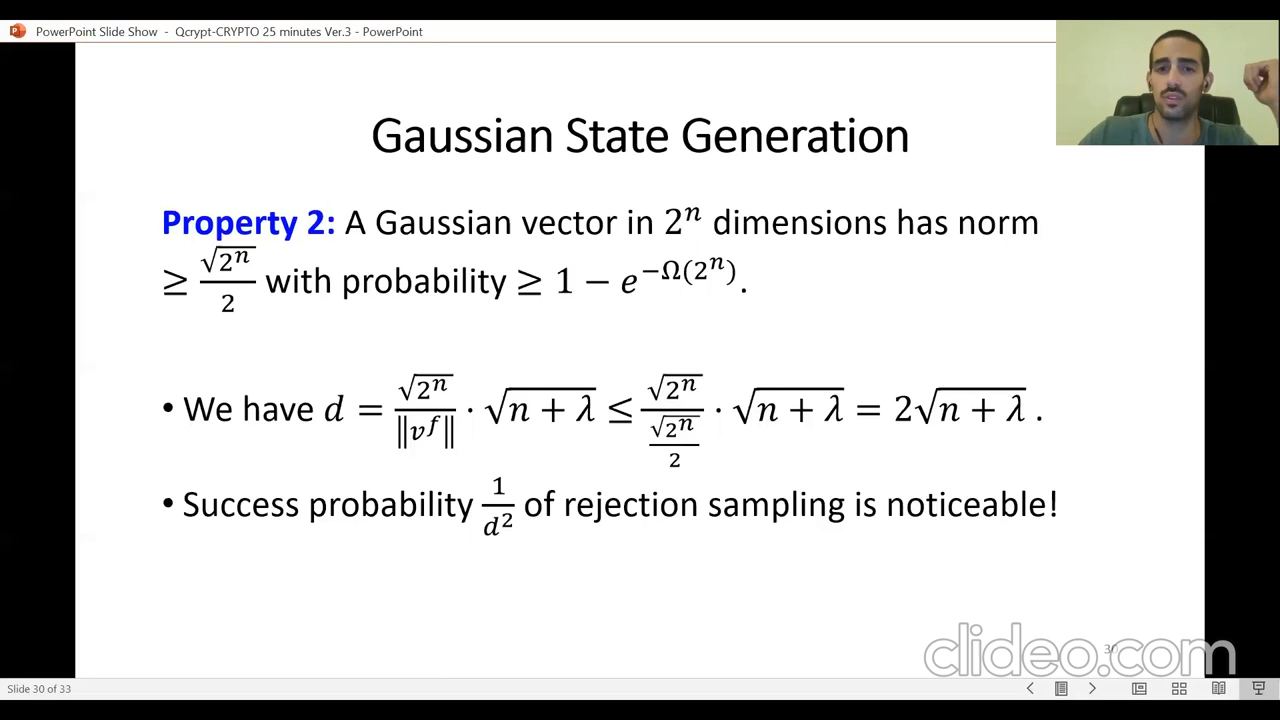 PowerPoint Slide Show - Qcrypt-CRYPTO 25 minutes Ver.3 - PowerPoint
Gaussian State Generation
Property 2: A Gaussian vector in 2ⁿ dimensions has norm
≥ √2ⁿ/2 with probability ≥ 1 − e^(−Ω(2ⁿ)).
• We have d = √2ⁿ/‖v^f‖ · √(n + λ) ≤ √2ⁿ/(√2ⁿ/2) · √(n + λ) = 2√(n + λ) .
• Success probability 1/d² of rejection sampling is noticeable!
30
clideo.com
Slide 30 of 33